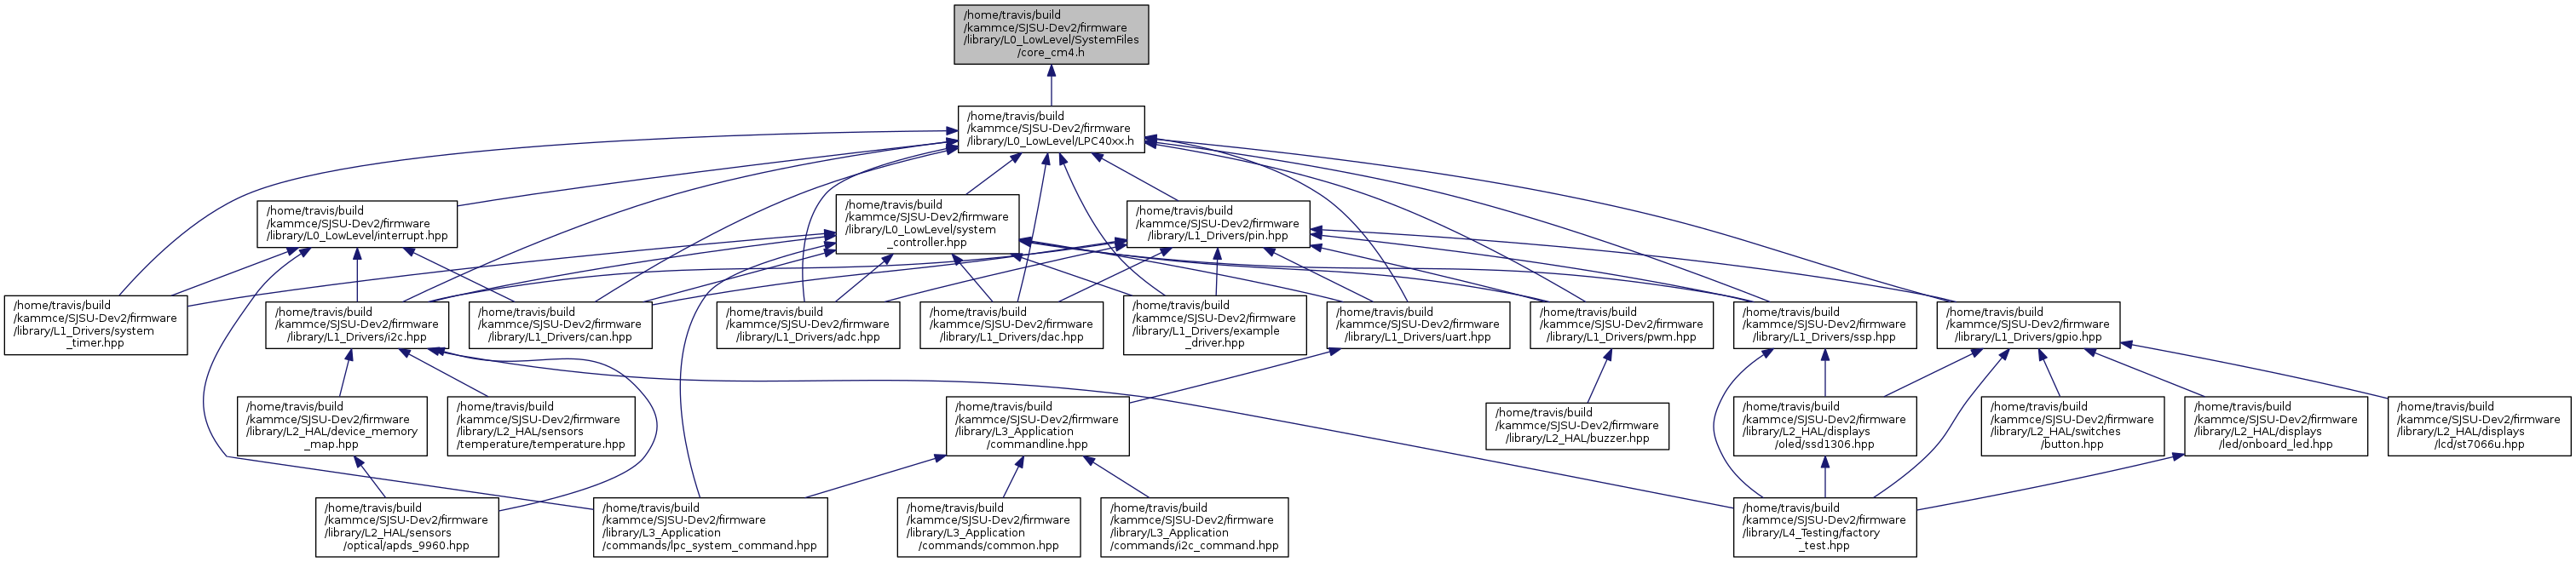 /home/travis/build
/kammce/SJSU-Dev2/firmware
/library/L0_LowLevel/SystemFiles
/core_cm4.h
/home/travis/build
/kammce/SJSU-Dev2/firmware
/library/L0_LowLevel/LPC40xx.h
/home/travis/build
/kammce/SJSU-Dev2/firmware
/library/L0_LowLevel/interrupt.hpp
/home/travis/build
/kammce/SJSU-Dev2/firmware
/library/L0_LowLevel/system
_controller.hpp
/home/travis/build
/kammce/SJSU-Dev2/firmware
/library/L1_Drivers/pin.hpp
/home/travis/build
/kammce/SJSU-Dev2/firmware
/library/L1_Drivers/system
_timer.hpp
/home/travis/build
/kammce/SJSU-Dev2/firmware
/library/L1_Drivers/i2c.hpp
/home/travis/build
/kammce/SJSU-Dev2/firmware
/library/L1_Drivers/can.hpp
/home/travis/build
/kammce/SJSU-Dev2/firmware
/library/L1_Drivers/adc.hpp
/home/travis/build
/kammce/SJSU-Dev2/firmware
/library/L1_Drivers/dac.hpp
/home/travis/build
/kammce/SJSU-Dev2/firmware
/library/L1_Drivers/example
_driver.hpp
/home/travis/build
/kammce/SJSU-Dev2/firmware
/library/L1_Drivers/uart.hpp
/home/travis/build
/kammce/SJSU-Dev2/firmware
/library/L1_Drivers/pwm.hpp
/home/travis/build
/kammce/SJSU-Dev2/firmware
/library/L1_Drivers/ssp.hpp
/home/travis/build
/kammce/SJSU-Dev2/firmware
/library/L1_Drivers/gpio.hpp
/home/travis/build
/kammce/SJSU-Dev2/firmware
/library/L2_HAL/device_memory
_map.hpp
/home/travis/build
/kammce/SJSU-Dev2/firmware
/library/L2_HAL/sensors
/temperature/temperature.hpp
/home/travis/build
/kammce/SJSU-Dev2/firmware
/library/L3_Application
/commandline.hpp
/home/travis/build
/kammce/SJSU-Dev2/firmware
/library/L2_HAL/buzzer.hpp
/home/travis/build
/kammce/SJSU-Dev2/firmware
/library/L2_HAL/displays
/oled/ssd1306.hpp
/home/travis/build
/kammce/SJSU-Dev2/firmware
/library/L2_HAL/switches
/button.hpp
/home/travis/build
/kammce/SJSU-Dev2/firmware
/library/L2_HAL/displays
/led/onboard_led.hpp
/home/travis/build
/kammce/SJSU-Dev2/firmware
/library/L2_HAL/displays
/lcd/st7066u.hpp
/home/travis/build
/kammce/SJSU-Dev2/firmware
/library/L2_HAL/sensors
/optical/apds_9960.hpp
/home/travis/build
/kammce/SJSU-Dev2/firmware
/library/L3_Application
/commands/lpc_system_command.hpp
/home/travis/build
/kammce/SJSU-Dev2/firmware
/library/L3_Application
/commands/common.hpp
/home/travis/build
/kammce/SJSU-Dev2/firmware
/library/L3_Application
/commands/i2c_command.hpp
/home/travis/build
/kammce/SJSU-Dev2/firmware
/library/L4_Testing/factory
_test.hpp